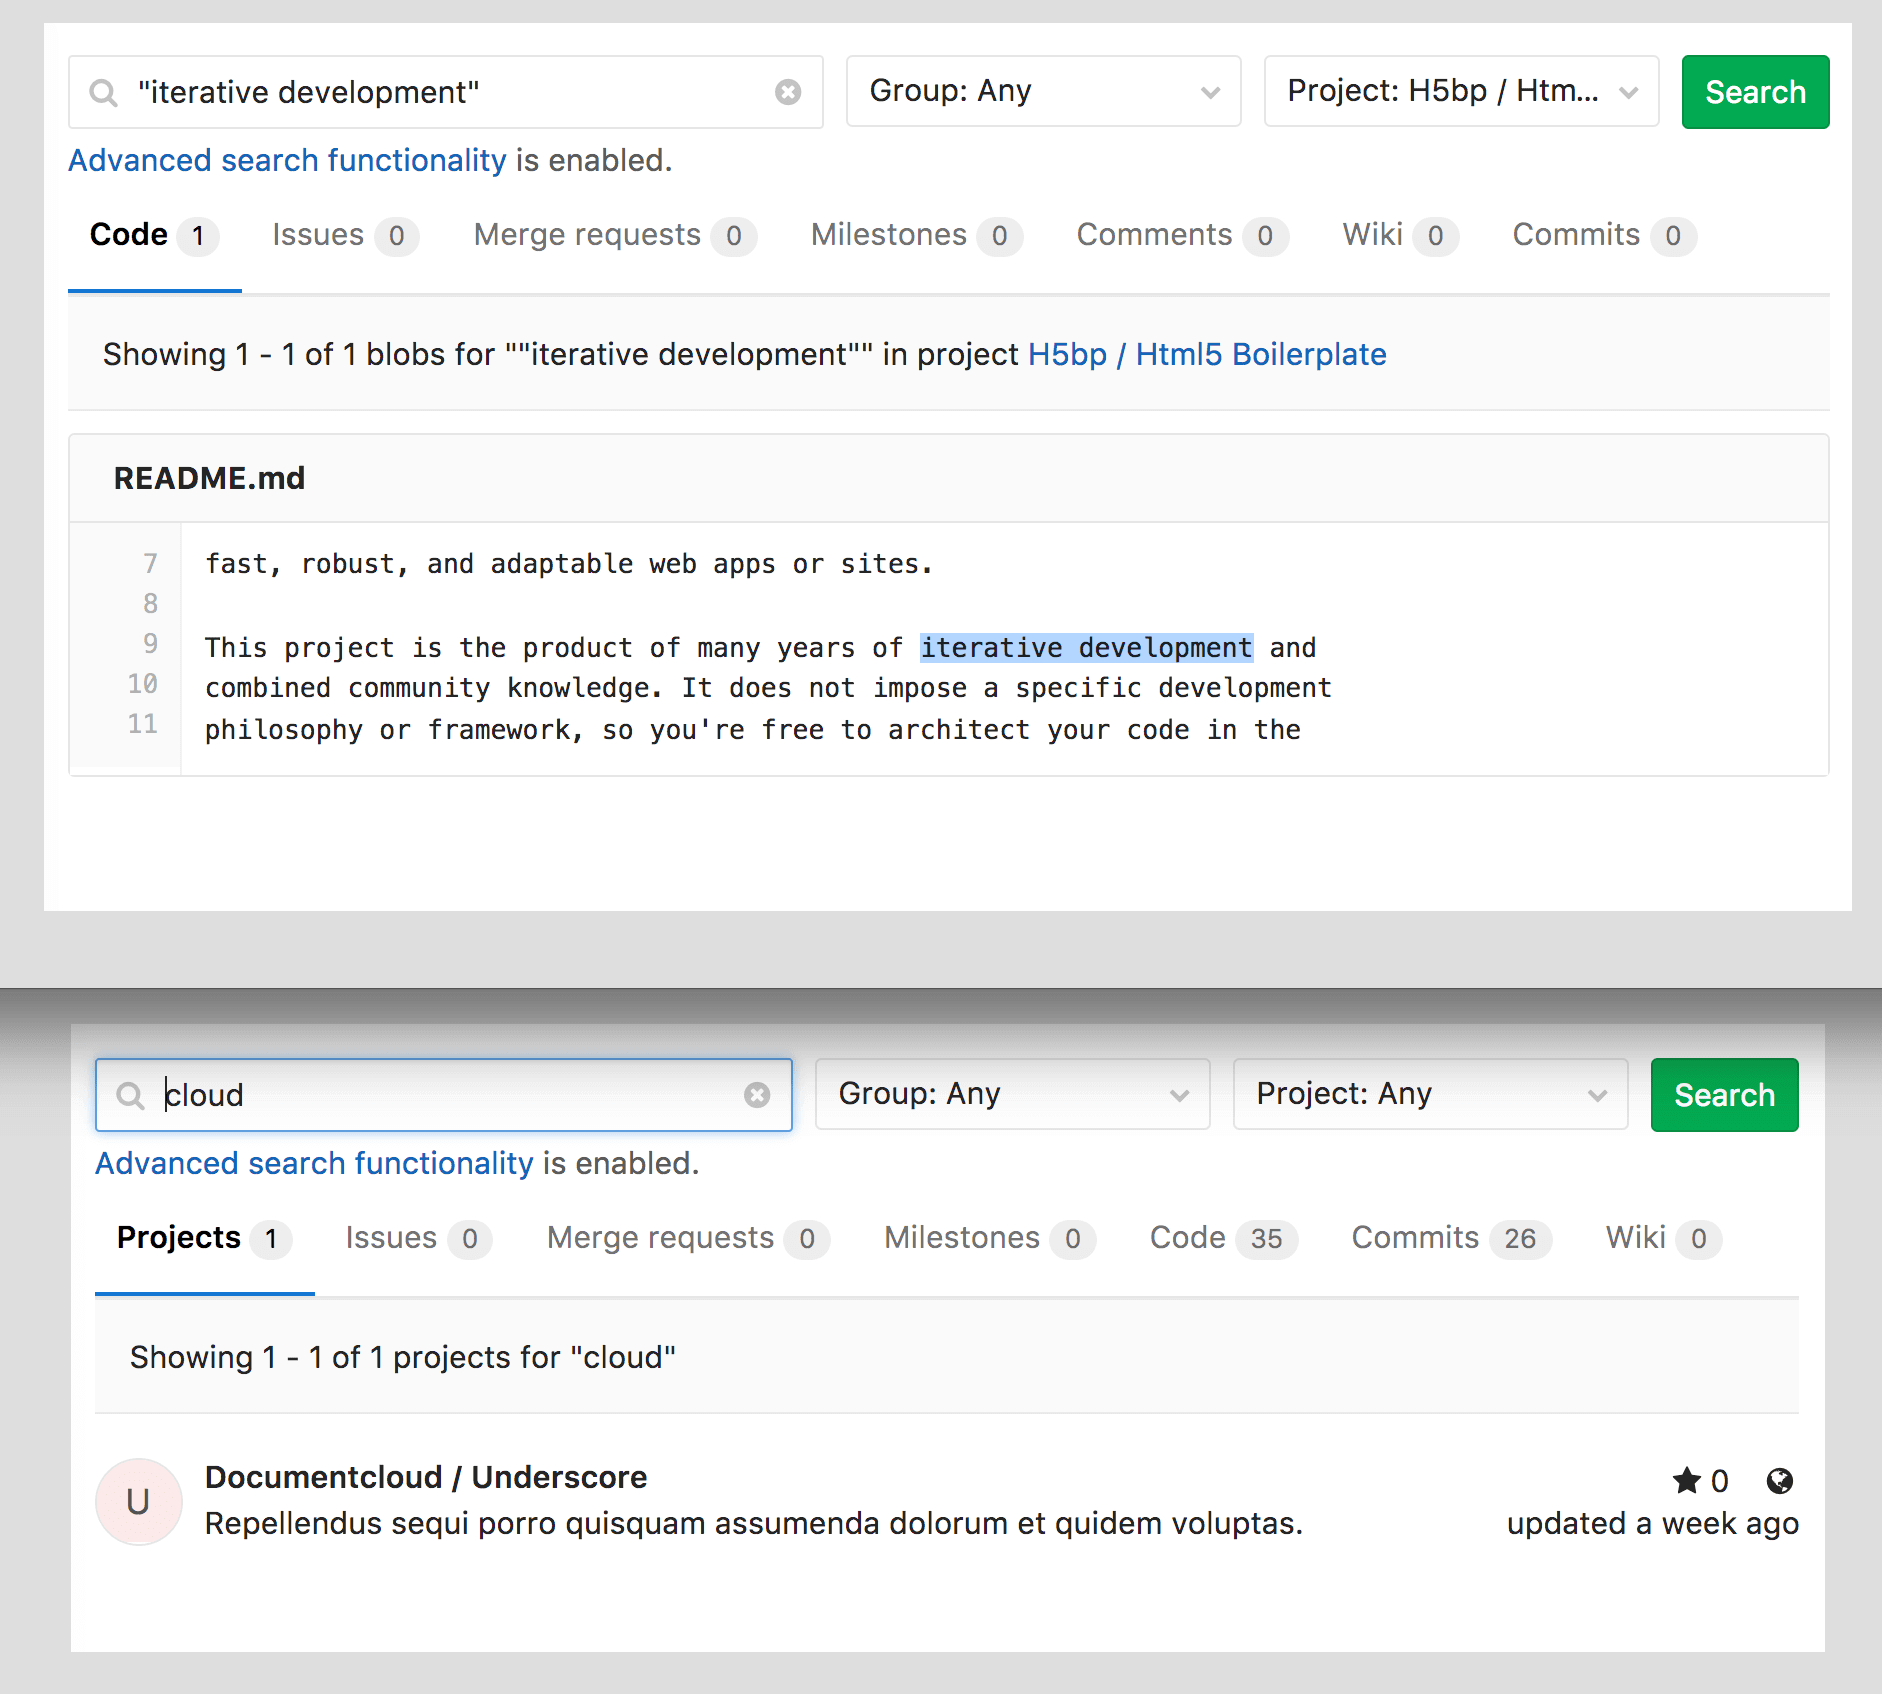 "iterative development" Group: Any Project: H5bp / Htm... Search
Advanced search functionality is enabled.
Code 1 Issues 0 Merge requests 0 Milestones 0 Comments 0 Wiki 0 Commits 0
Showing 1 - 1 of 1 blobs for ""iterative development"" in project H5bp / Html5 Boilerplate
README.md
7 fast, robust, and adaptable web apps or sites.
8
9 This project is the product of many years of iterative development and
10 combined community knowledge. It does not impose a specific development
11 philosophy or framework, so you're free to architect your code in the
cloud Group: Any Project: Any Search
Advanced search functionality is enabled.
Projects 1 Issues 0 Merge requests 0 Milestones 0 Code 35 Commits 26 Wiki 0
Showing 1 - 1 of 1 projects for "cloud"
U Documentcloud / Underscore 0
Repellendus sequi porro quisquam assumenda dolorum et quidem voluptas. updated a week ago